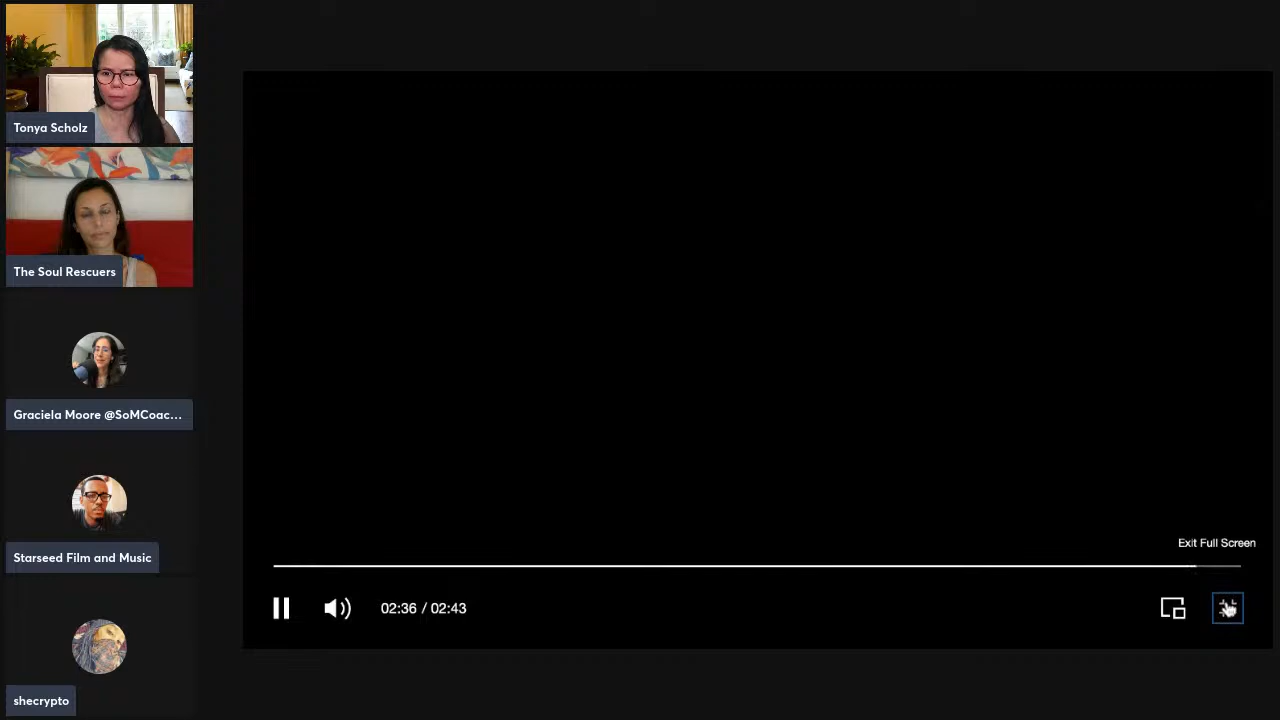 Tonya Scholz
The Soul Rescuers
Graciela Moore @SoMCoac...
Starseed Film and Music
shecrypto
Exit Full Screen
02:36 / 02:43